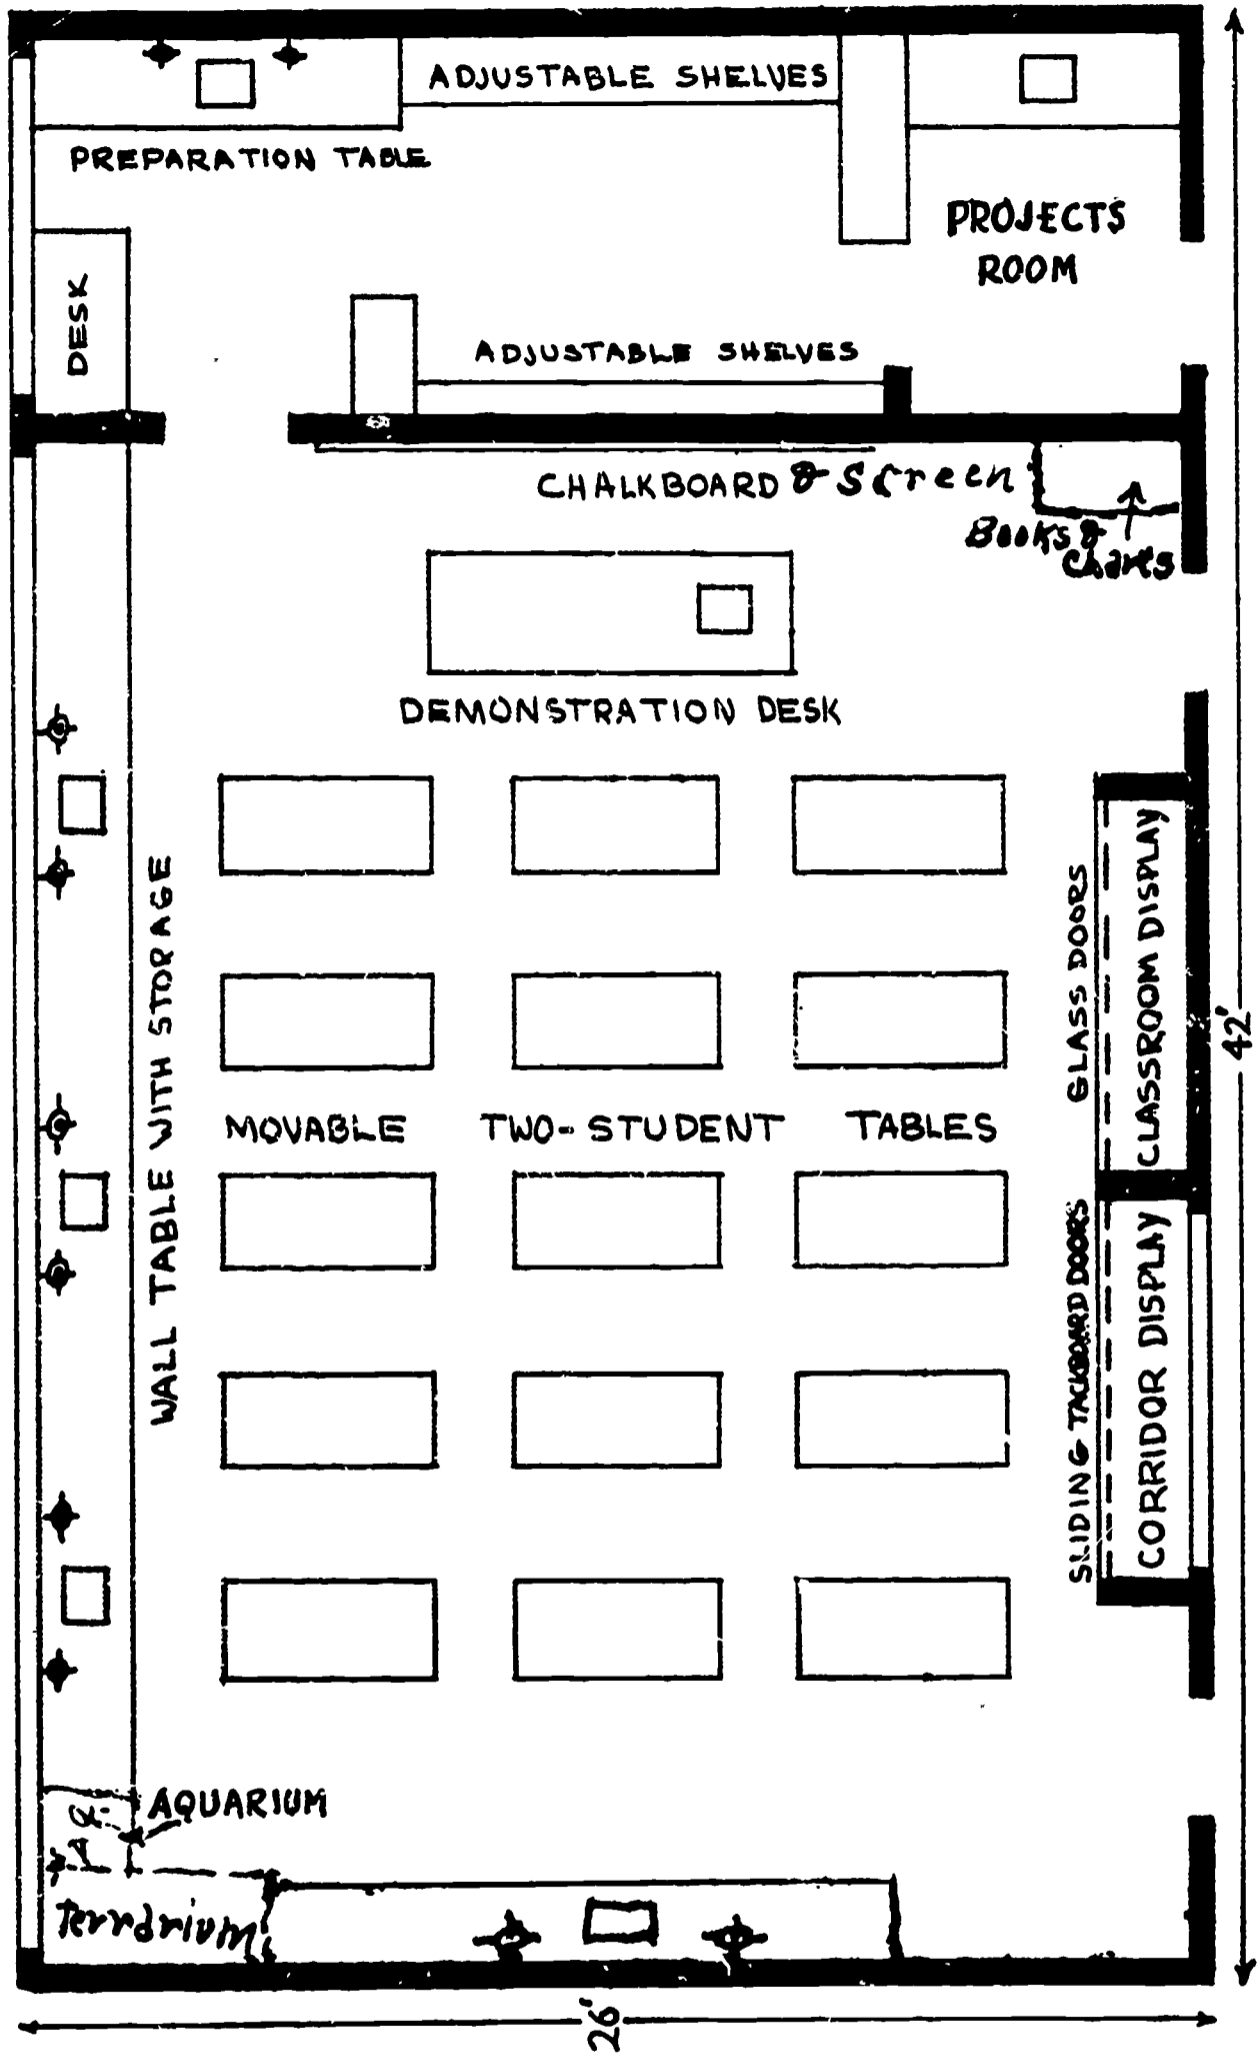 ADJUSTABLE SHELVES
PREPARATION TABLE
PROJECTS
ROOM
DESK
ADJUSTABLE SHELVES
CHALKBOARD & Screen
Books &
Charts
DEMONSTRATION DESK
WALL TABLE WITH STORAGE
GLASS DOORS
CLASSROOM DISPLAY
42'
MOVABLE TWO-STUDENT TABLES
SLIDING TACKBOARD DOORS
CORRIDOR DISPLAY
AQ.
AQUARIUM
Terrarium
26'